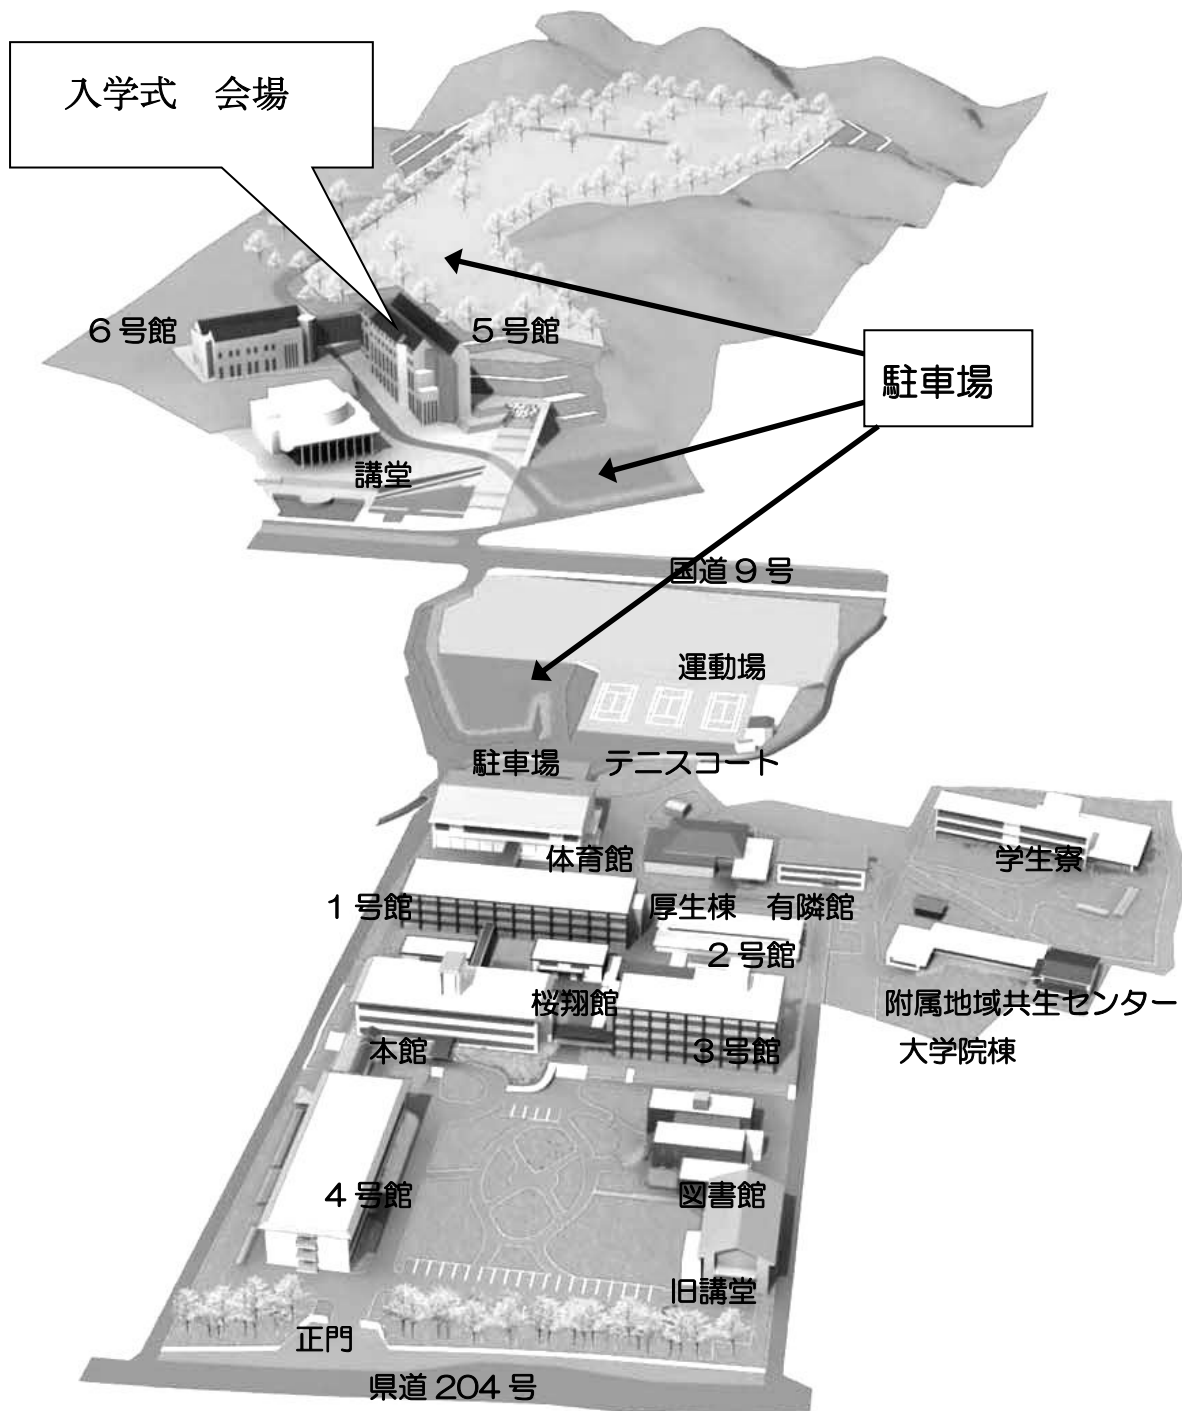 入学式　会場
６号館
５号館
駐車場
講堂
国道９号
運動場
駐車場
テニスコート
体育館
学生寮
１号館
厚生棟　有隣館
２号館
桜翔館
附属地域共生センター
本館
３号館
大学院棟
４号館
図書館
旧講堂
正門
県道204号